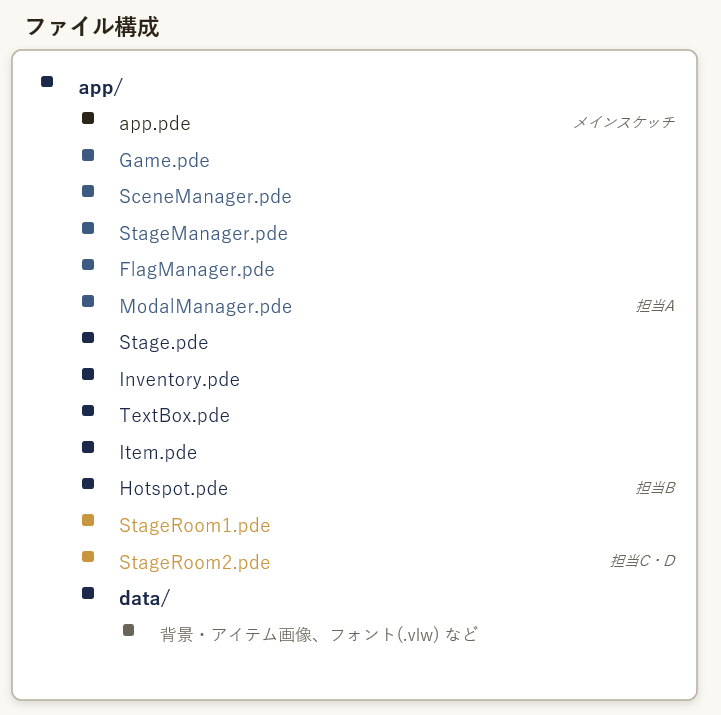 ファイル構成
app/
app.pde メインスケッチ
Game.pde
SceneManager.pde
StageManager.pde
FlagManager.pde
ModalManager.pde 担当A
Stage.pde
Inventory.pde
TextBox.pde
Item.pde
Hotspot.pde 担当B
StageRoom1.pde
StageRoom2.pde 担当C・D
data/
背景・アイテム画像、フォント(.vlw) など